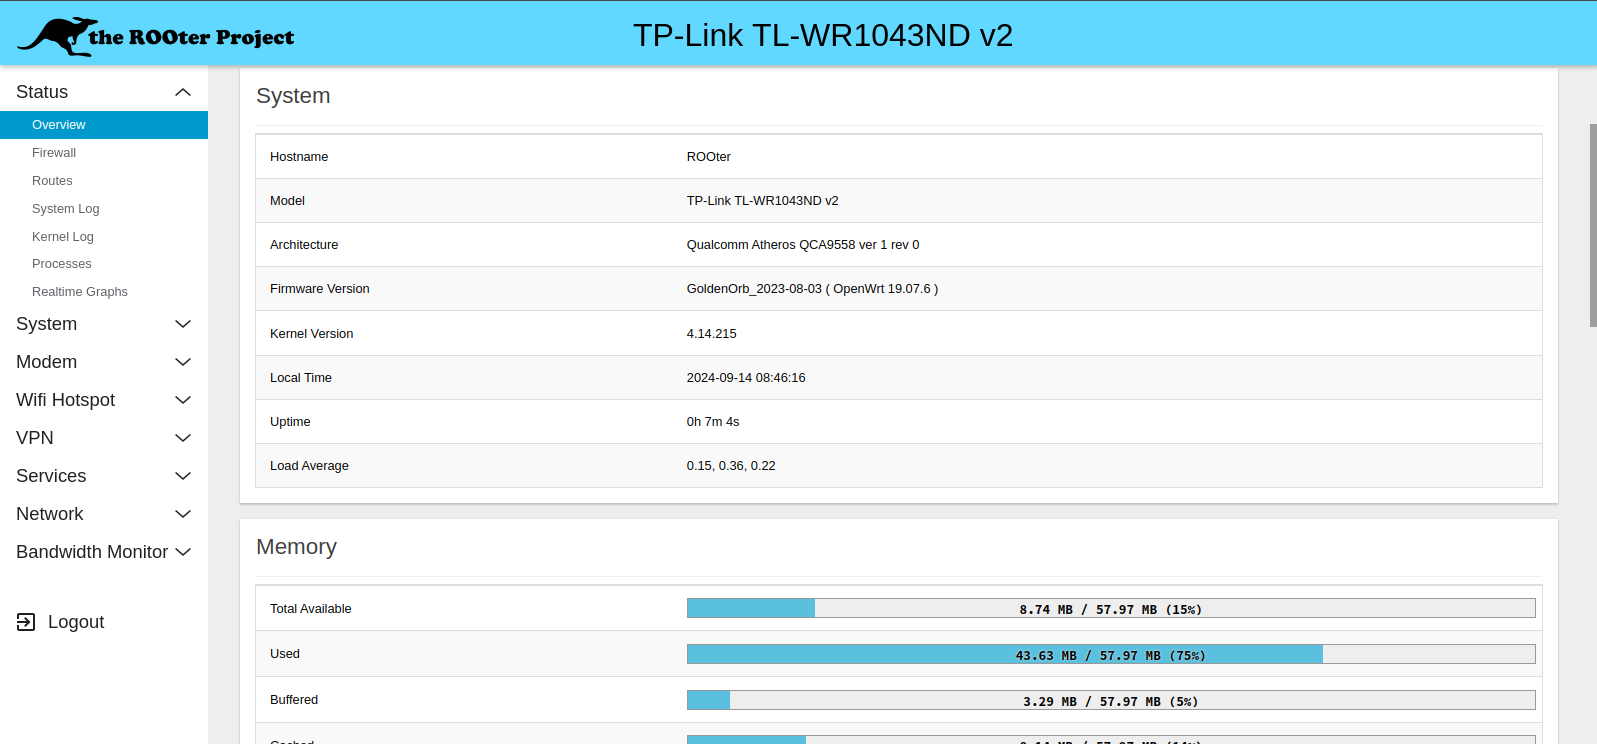 the ROOter Project
TP-Link TL-WR1043ND v2
Status
Overview
Firewall
Routes
System Log
Kernel Log
Processes
Realtime Graphs
System
Modem
Wifi Hotspot
VPN
Services
Network
Bandwidth Monitor
Logout
System
Hostname ROOter
Model TP-Link TL-WR1043ND v2
Architecture Qualcomm Atheros QCA9558 ver 1 rev 0
Firmware Version GoldenOrb_2023-08-03 ( OpenWrt 19.07.6 )
Kernel Version 4.14.215
Local Time 2024-09-14 08:46:16
Uptime 0h 7m 4s
Load Average 0.15, 0.36, 0.22
Memory
Total Available 8.74 MB / 57.97 MB (15%)
Used 43.63 MB / 57.97 MB (75%)
Buffered 3.29 MB / 57.97 MB (5%)
Cached